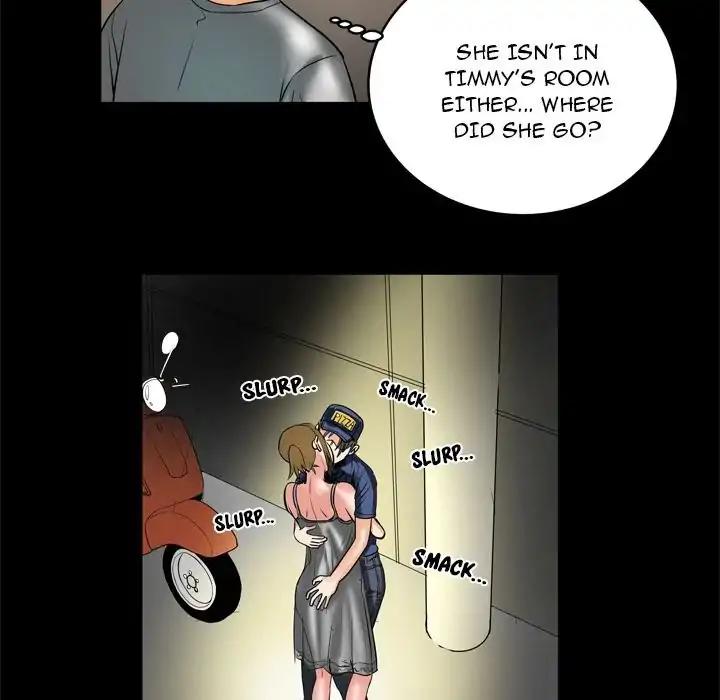 SHE ISN'T IN
TIMMY'S ROOM
EITHER... WHERE
DID SHE GO?
SLURP...
SMACK...
PIZZA
SLURP...
SLURP...
SMACK...